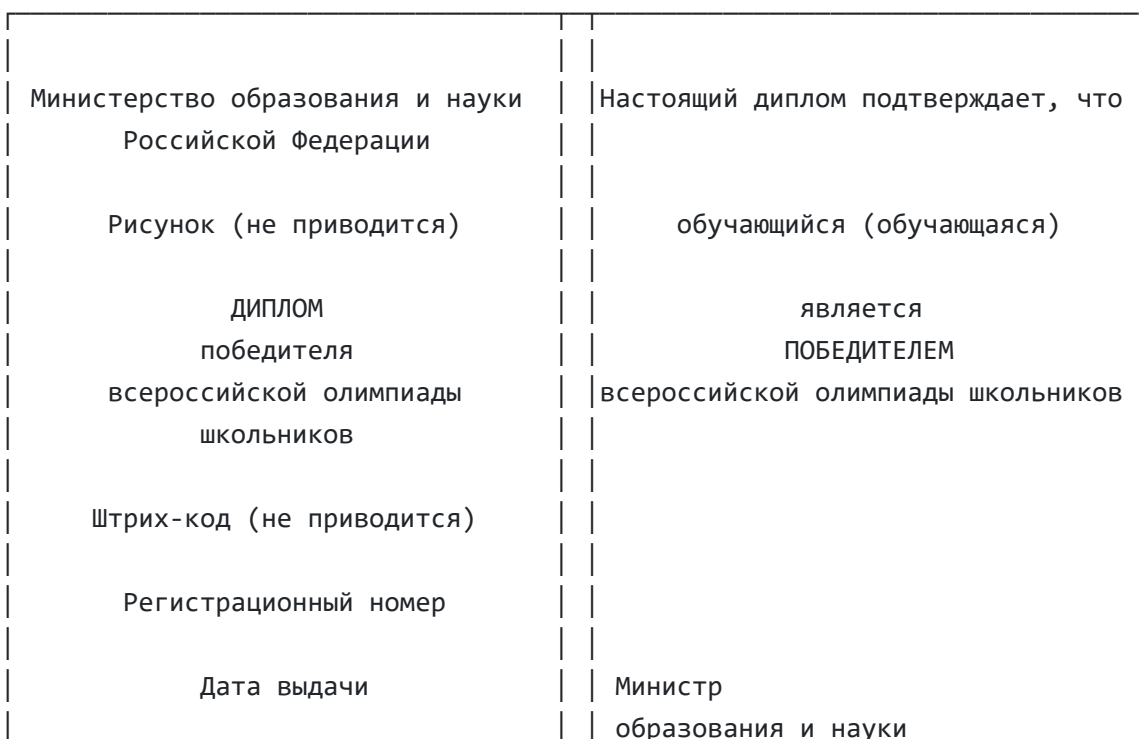 Министерство образования и науки
Российской Федерации
Рисунок (не приводится)
ДИПЛОМ
победителя
всероссийской олимпиады
школьников
Штрих-код (не приводится)
Регистрационный номер
Дата выдачи
Настоящий диплом подтверждает, что
обучающийся (обучающаяся)
является
ПОБЕДИТЕЛЕМ
всероссийской олимпиады школьников
Министр
образования и науки